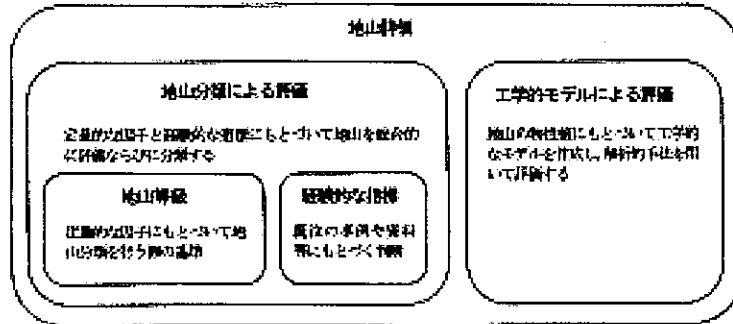 地山評価
地山分類による評価
定量的な因子と経験的な指標にもとづいて地山を総合的
に評価ならびに分類する
地山等級
定量的な因子にもとづいて地
山分類を行う際の基準
経験的な指標
既往の事例や資料
等にもとづく判断
工学的モデルによる評価
地山の物性値にもとづいて工学的
なモデルを作成し、解析的手法を用
いて評価する